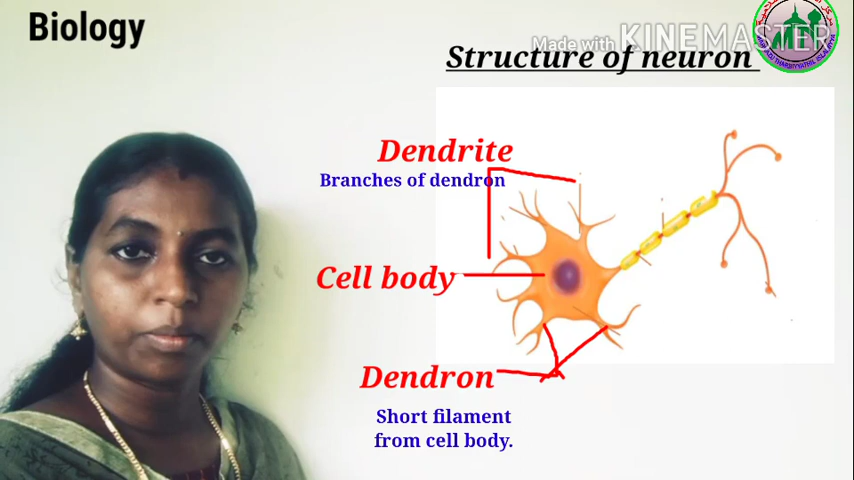 Biology
Made with KINEMASTER
Structure of neuron
Dendrite
Branches of dendron
Cell body
Dendron
Short filament
from cell body.